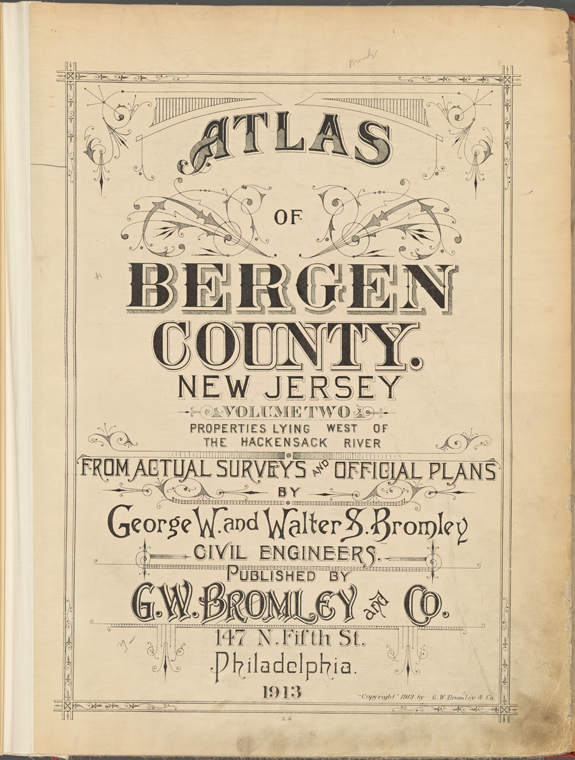 ATLAS
OF
BERGEN
COUNTY.
NEW JERSEY
VOLUME TWO
PROPERTIES LYING WEST OF
THE HACKENSACK RIVER
FROM ACTUAL SURVEYS AND OFFICIAL PLANS
BY
George W. and Walter S. Bromley
CIVIL ENGINEERS.
PUBLISHED BY
G.W. BROMLEY and CO.
147 N. Fifth St.
Philadelphia.
1913
"Copyright" 1913 by G.W. Bromley & Co.